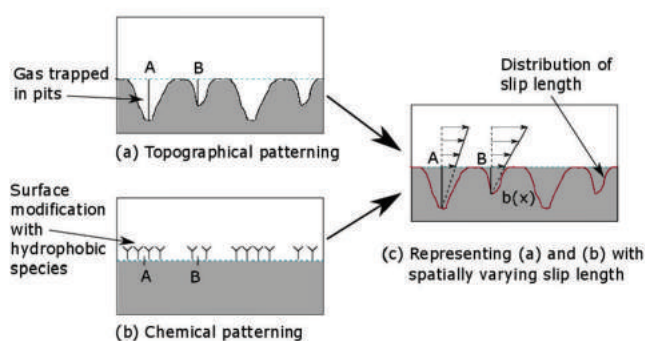 Gas trapped
in pits
A
B
(a) Topographical patterning
Surface
modification
with
hydrophobic
species
A
B
(b) Chemical patterning
Distribution of
slip length
A
B
b(x)
(c) Representing (a) and (b) with
spatially varying slip length